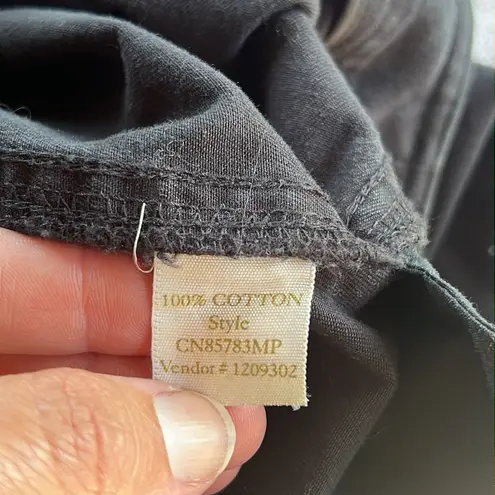 100% COTTON
Style
CN85783MP
Vendor # 1209302